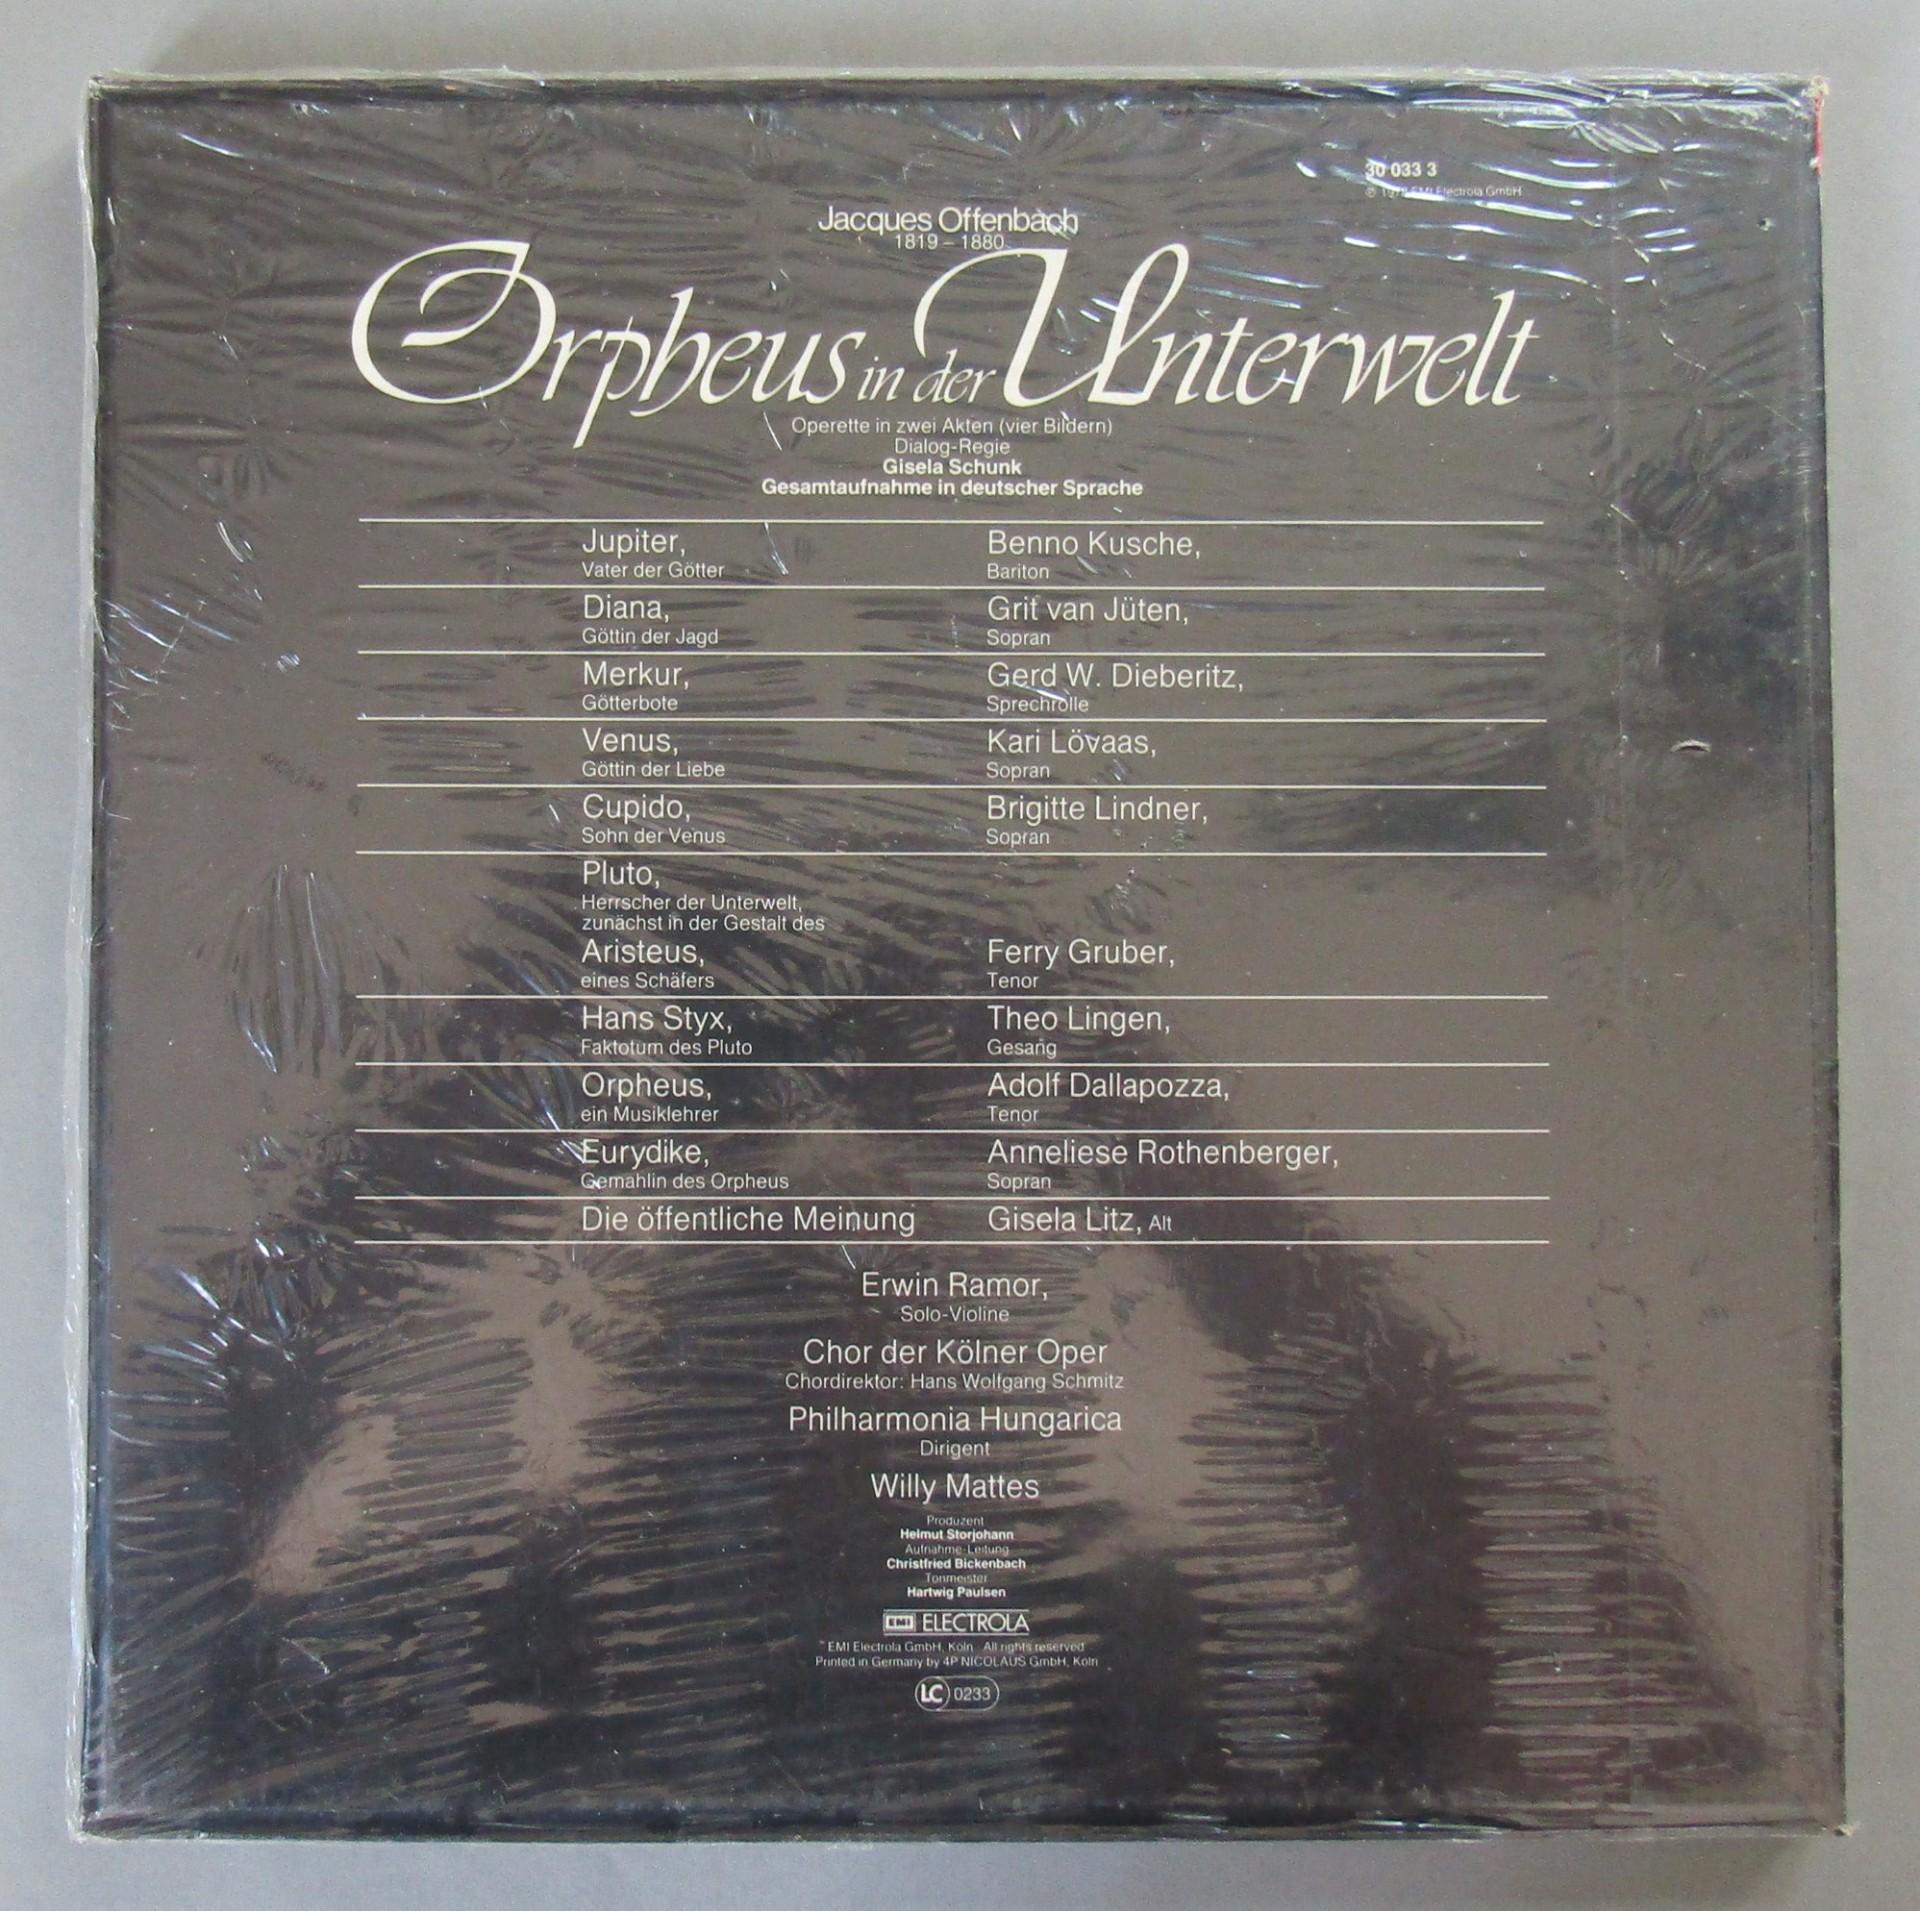 30 033 3
EMI Electrola GmbH
Jacques Offenbach
1819 – 1880
Orpheus in der Unterwelt
Operette in zwei Akten (vier Bildern)
Dialog-Regie
Gisela Schunk
Gesamtaufnahme in deutscher Sprache
Jupiter, Benno Kusche,
Vater der Götter Bariton
Diana, Grit van Jüten,
Göttin der Jagd Sopran
Merkur, Gerd W. Dieberitz,
Götterbote Sprechrolle
Venus, Kari Lövaas,
Göttin der Liebe Sopran
Cupido, Brigitte Lindner,
Sohn der Venus Sopran
Pluto,
Herrscher der Unterwelt,
zunächst in der Gestalt des
Aristeus, Ferry Gruber,
eines Schäfers Tenor
Hans Styx, Theo Lingen,
Faktotum des Pluto Gesang
Orpheus, Adolf Dallapozza,
ein Musiklehrer Tenor
Eurydike, Anneliese Rothenberger,
Gemahlin des Orpheus Sopran
Die öffentliche Meinung Gisela Litz, Alt
Erwin Ramor,
Solo-Violine
Chor der Kölner Oper
Chordirektor: Hans Wolfgang Schmitz
Philharmonia Hungarica
Dirigent
Willy Mattes
Produzent
Helmut Storjohann
Aufnahme-Leitung
Christfried Bickenbach
Tonmeister
Hartwig Paulsen
EMI ELECTROLA
EMI Electrola GmbH, Köln All rights reserved
Printed in Germany by 4P NICOLAUS GmbH, Köln
LC 0233